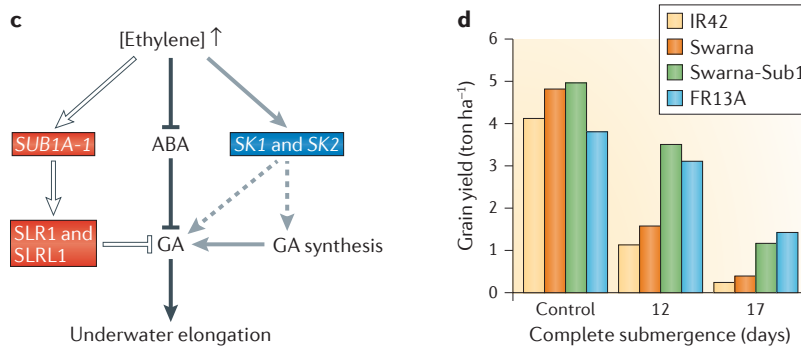 c
[Ethylene] ↑
SUB1A-1
ABA
SK1 and SK2
SLR1 and
SLRL1
GA
GA synthesis
Underwater elongation
d
IR42
Swarna
Swarna-Sub1
FR13A
Grain yield (ton ha⁻¹)
6
5
4
3
2
1
0
Control
12
17
Complete submergence (days)